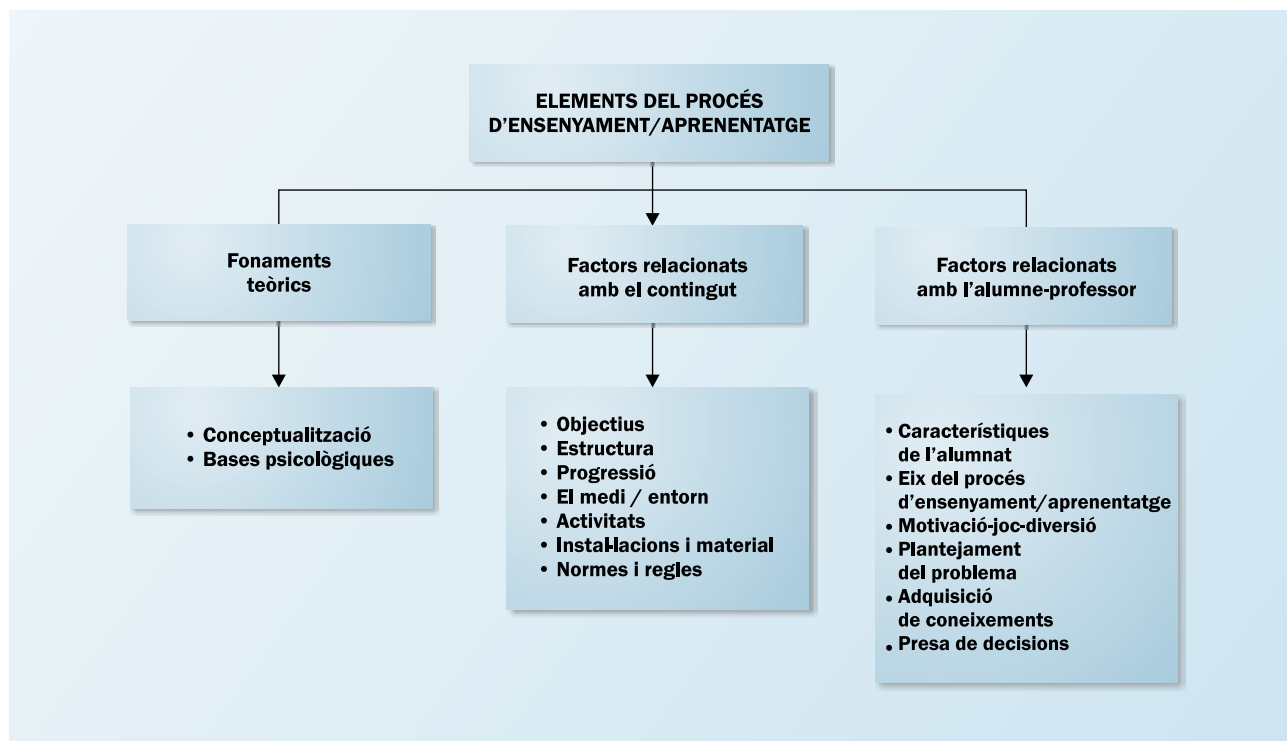 ELEMENTS DEL PROCÉS
D'ENSENYAMENT/APRENENTATGE
Fonaments
teòrics
Factors relacionats
amb el contingut
Factors relacionats
amb l'alumne-professor
• Conceptualització
• Bases psicològiques
• Objectius
• Estructura
• Progressió
• El medi / entorn
• Activitats
• Instal·lacions i material
• Normes i regles
• Característiques
de l'alumnat
• Eix del procés
d'ensenyament/aprenentatge
• Motivació-joc-diversió
• Plantejament
del problema
• Adquisició
de coneixements
• Presa de decisions